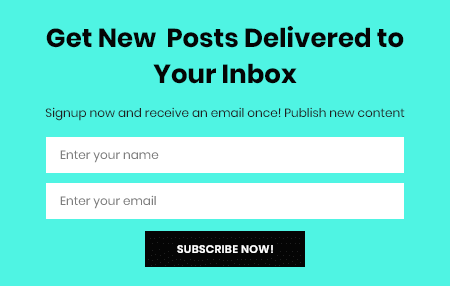 Get New Posts Delivered to
Your Inbox
Signup now and receive an email once! Publish new content
Enter your name
Enter your email
SUBSCRIBE NOW!